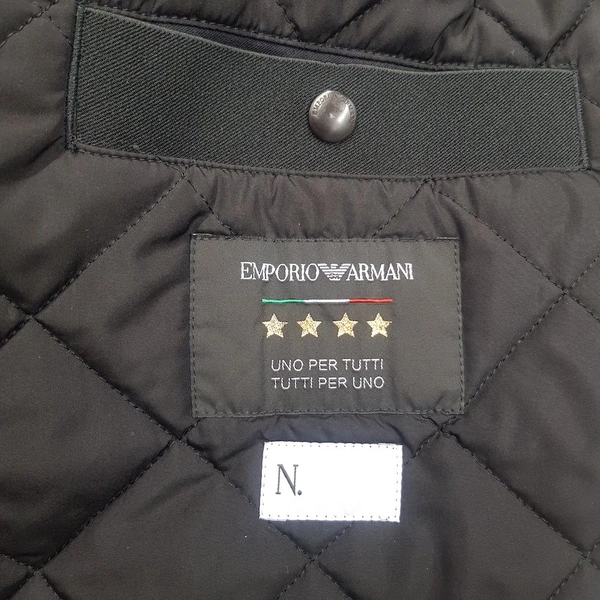 EMPORIO ARMANI
UNO PER TUTTI
TUTTI PER UNO
N.